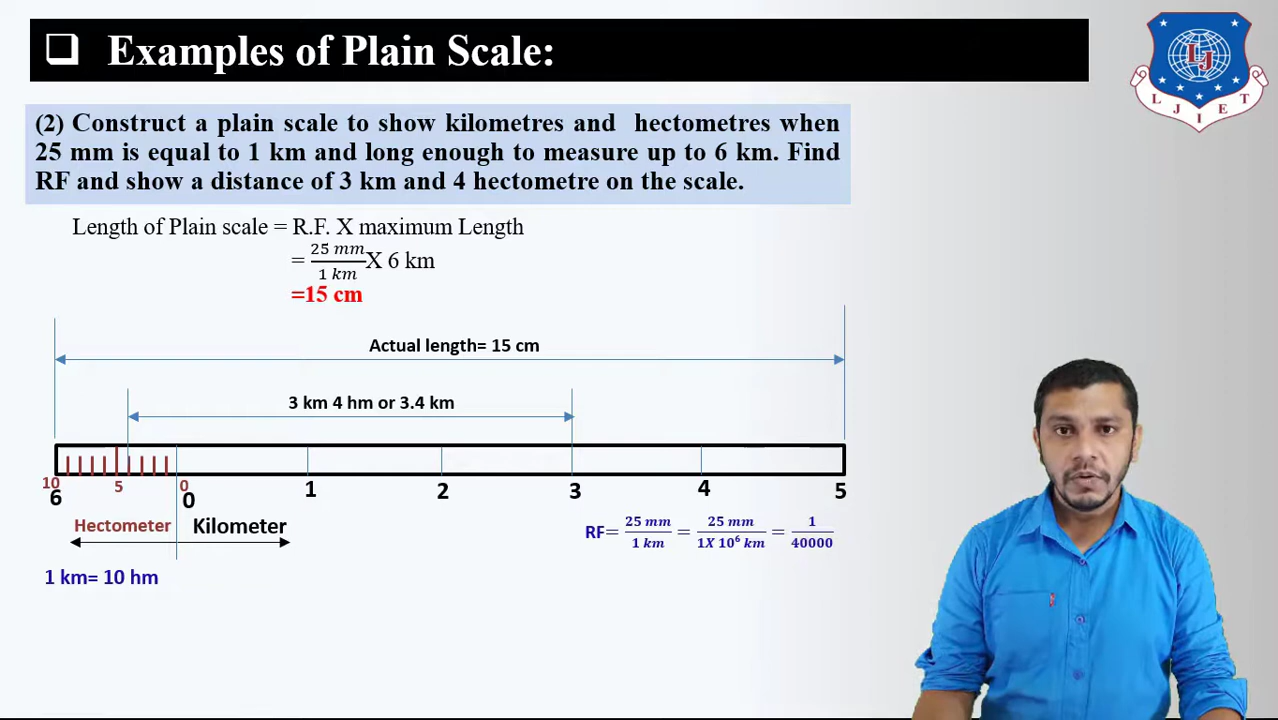 ❑ Examples of Plain Scale:
L J I E T
LJ
(2) Construct a plain scale to show kilometres and hectometres when
25 mm is equal to 1 km and long enough to measure up to 6 km. Find
RF and show a distance of 3 km and 4 hectometre on the scale.
Length of Plain scale = R.F. X maximum Length
= 25 mm / 1 km X 6 km
=15 cm
Actual length= 15 cm
3 km 4 hm or 3.4 km
10 5 0
6 0 1 2 3 4 5
Hectometer Kilometer
RF= 25 mm / 1 km = 25 mm / 1X 10⁶ km = 1 / 40000
1 km= 10 hm